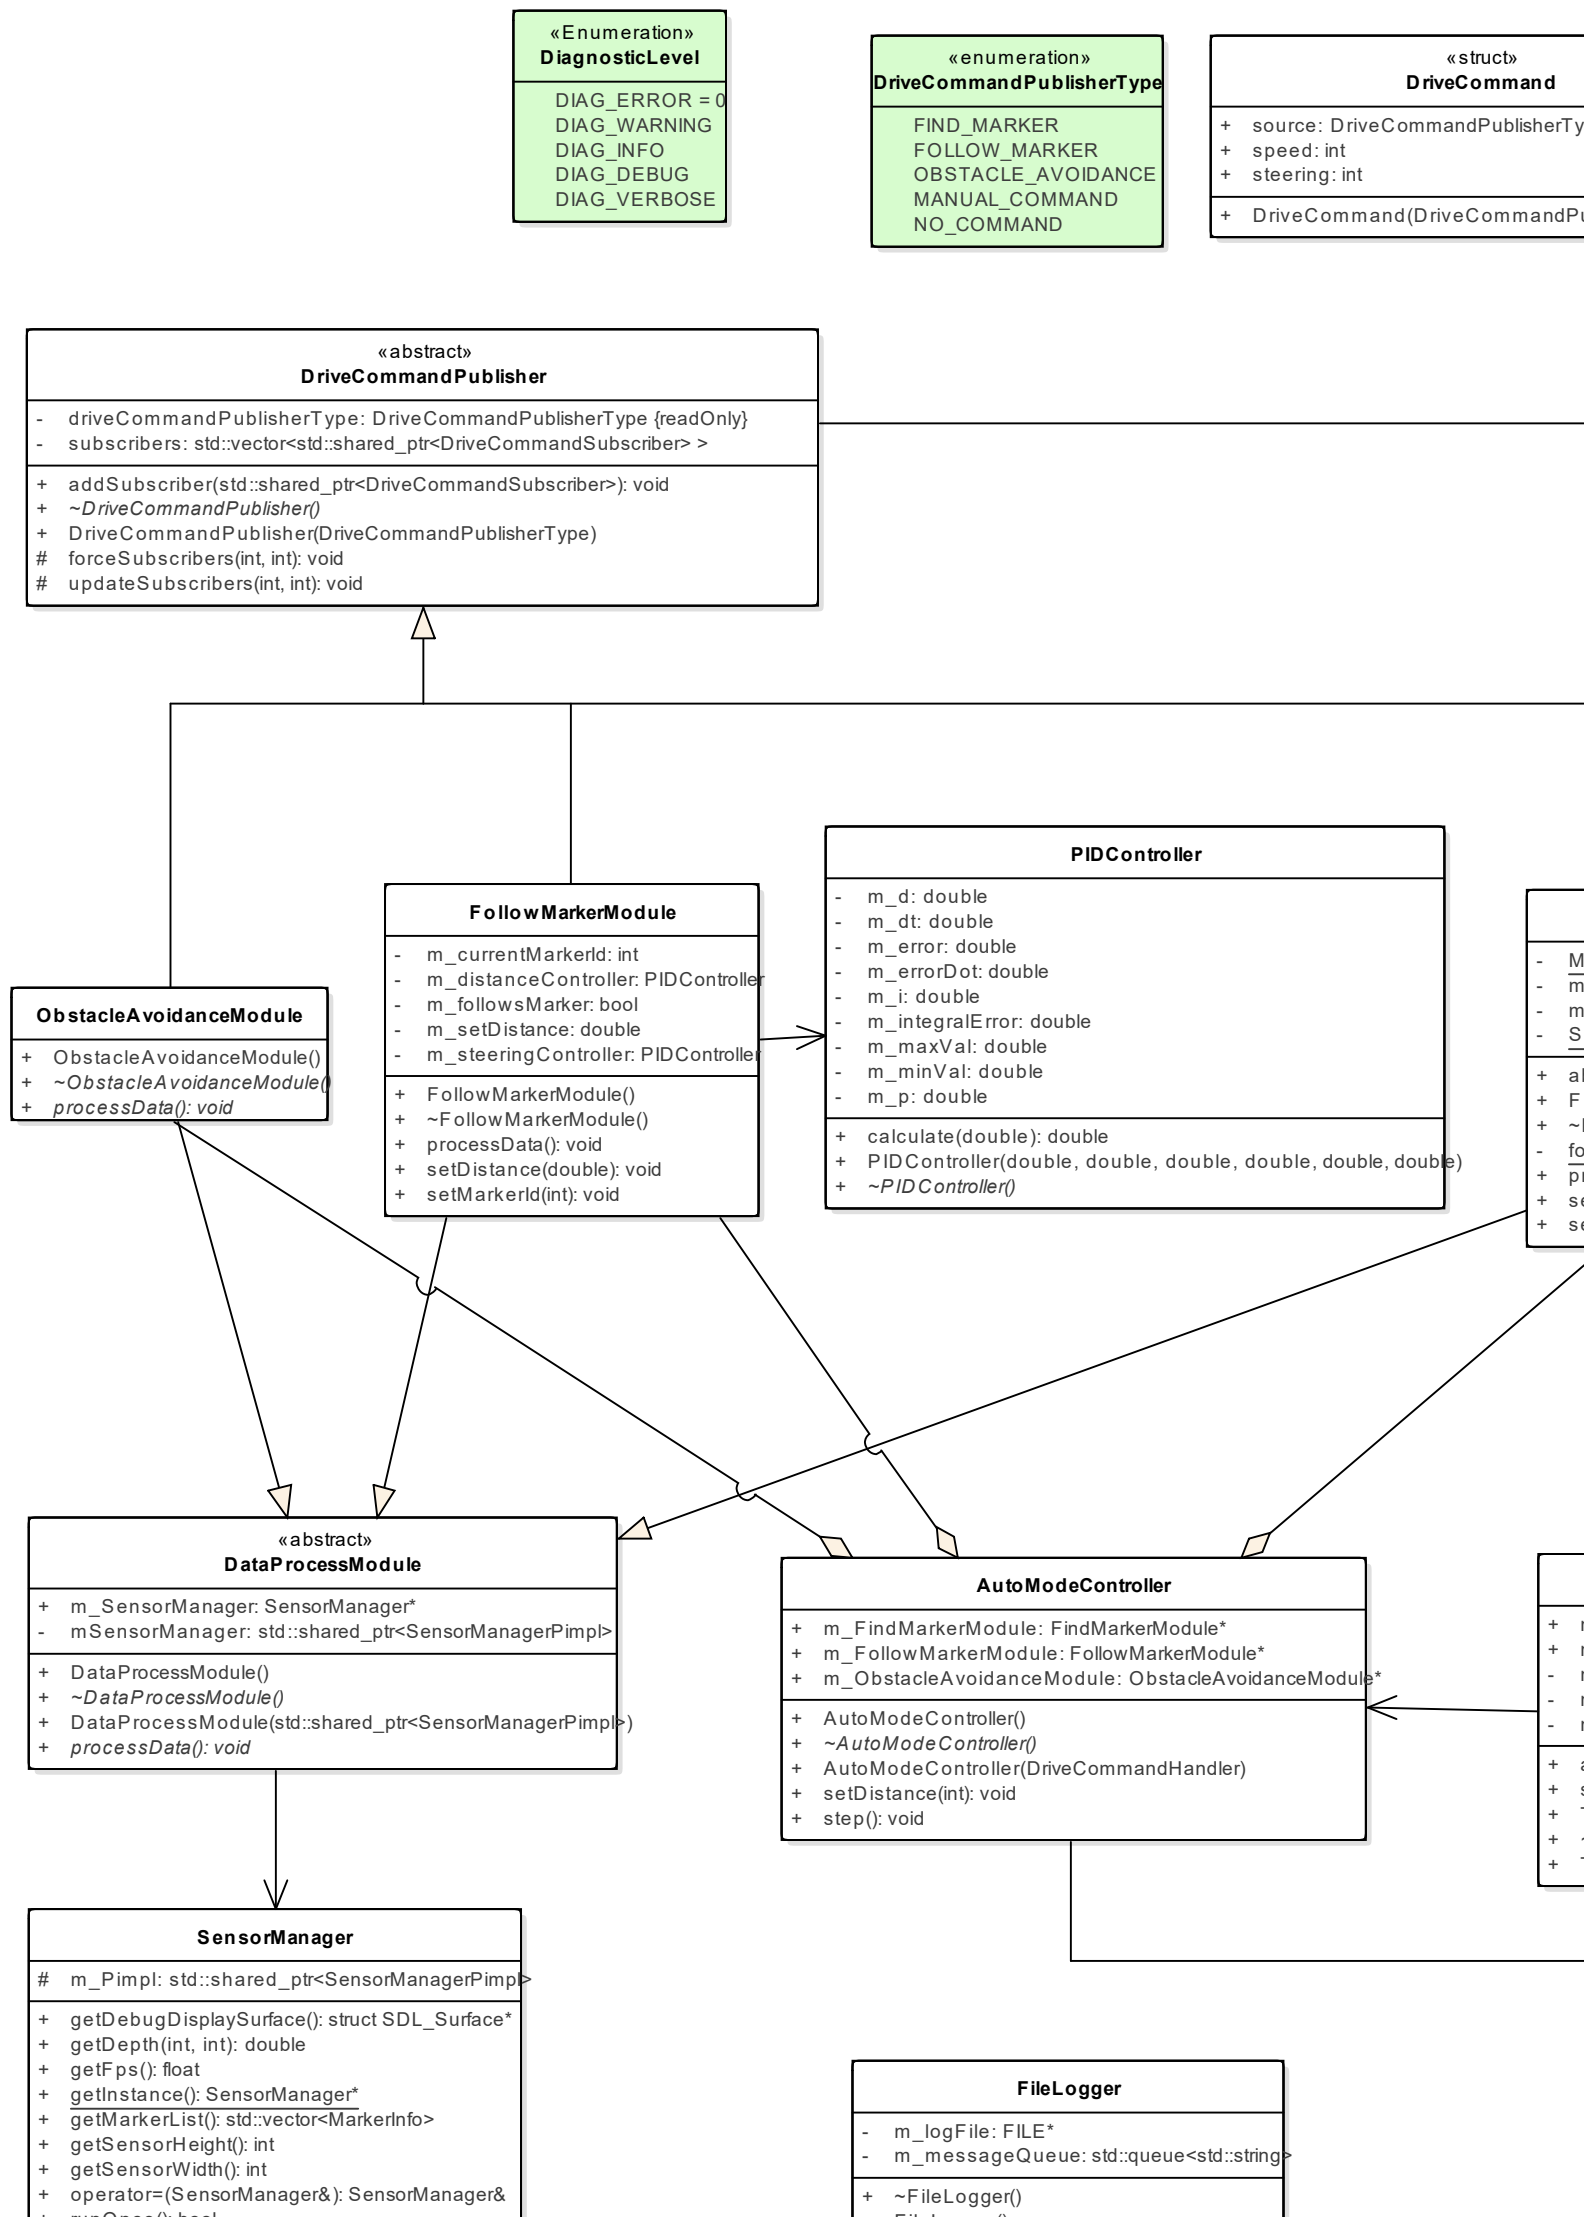 «Enumeration»
DiagnosticLevel
DIAG_ERROR = 0
DIAG_WARNING
DIAG_INFO
DIAG_DEBUG
DIAG_VERBOSE
«enumeration»
DriveCommandPublisherType
FIND_MARKER
FOLLOW_MARKER
OBSTACLE_AVOIDANCE
MANUAL_COMMAND
NO_COMMAND
«struct»
DriveCommand
+ source: DriveCommandPublisherTy
+ speed: int
+ steering: int
+ DriveCommand(DriveCommandPu
«abstract»
DriveCommandPublisher
- driveCommandPublisherType: DriveCommandPublisherType {readOnly}
- subscribers: std::vector<std::shared_ptr<DriveCommandSubscriber> >
+ addSubscriber(std::shared_ptr<DriveCommandSubscriber>): void
+ ~DriveCommandPublisher()
+ DriveCommandPublisher(DriveCommandPublisherType)
# forceSubscribers(int, int): void
# updateSubscribers(int, int): void
ObstacleAvoidanceModule
+ ObstacleAvoidanceModule()
+ ~ObstacleAvoidanceModule()
+ processData(): void
FollowMarkerModule
- m_currentMarkerId: int
- m_distanceController: PIDController
- m_followsMarker: bool
- m_setDistance: double
- m_steeringController: PIDController
+ FollowMarkerModule()
+ ~FollowMarkerModule()
+ processData(): void
+ setDistance(double): void
+ setMarkerId(int): void
PIDController
- m_d: double
- m_dt: double
- m_error: double
- m_errorDot: double
- m_i: double
- m_integralError: double
- m_maxVal: double
- m_minVal: double
- m_p: double
+ calculate(double): double
+ PIDController(double, double, double, double, double, double)
+ ~PIDController()
- M
- m
- m
- S
+ al
+ F
+ ~
- fo
+ pr
+ se
+ se
«abstract»
DataProcessModule
+ m_SensorManager: SensorManager*
- mSensorManager: std::shared_ptr<SensorManagerPimpl>
+ DataProcessModule()
+ ~DataProcessModule()
+ DataProcessModule(std::shared_ptr<SensorManagerPimpl>)
+ processData(): void
AutoModeController
+ m_FindMarkerModule: FindMarkerModule*
+ m_FollowMarkerModule: FollowMarkerModule*
+ m_ObstacleAvoidanceModule: ObstacleAvoidanceModule*
+ AutoModeController()
+ ~AutoModeController()
+ AutoModeController(DriveCommandHandler)
+ setDistance(int): void
+ step(): void
+
+
-
-
-
+
+
+
+
+
SensorManager
# m_Pimpl: std::shared_ptr<SensorManagerPimpl>
+ getDebugDisplaySurface(): struct SDL_Surface*
+ getDepth(int, int): double
+ getFps(): float
+ getInstance(): SensorManager*
+ getMarkerList(): std::vector<MarkerInfo>
+ getSensorHeight(): int
+ getSensorWidth(): int
+ operator=(SensorManager&): SensorManager&
FileLogger
- m_logFile: FILE*
- m_messageQueue: std::queue<std::string>
+ ~FileLogger()